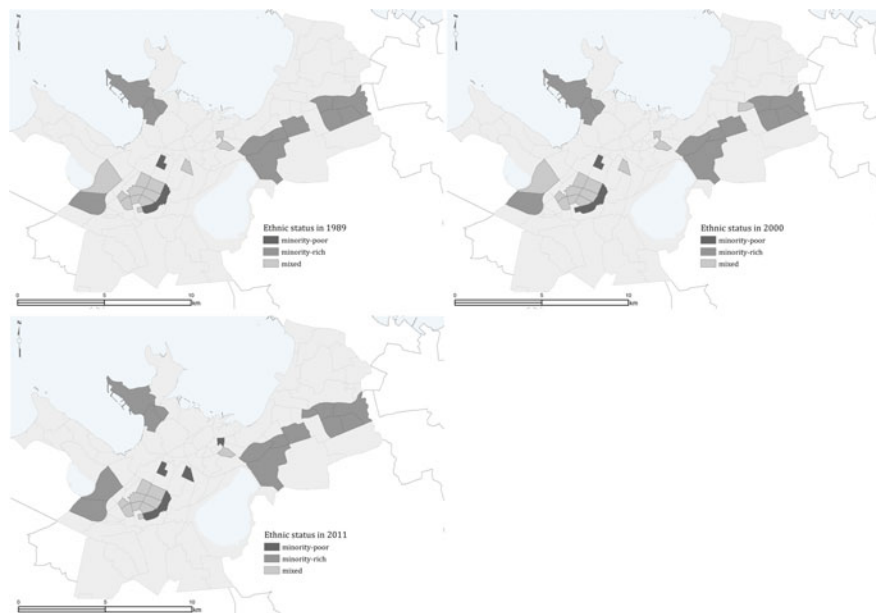 N
Ethnic status in 1989
minority-poor
minority-rich
mixed
0 5 10
km
N
Ethnic status in 2000
minority-poor
minority-rich
mixed
0 5 10
km
N
Ethnic status in 2011
minority-poor
minority-rich
mixed
0 5 10
km